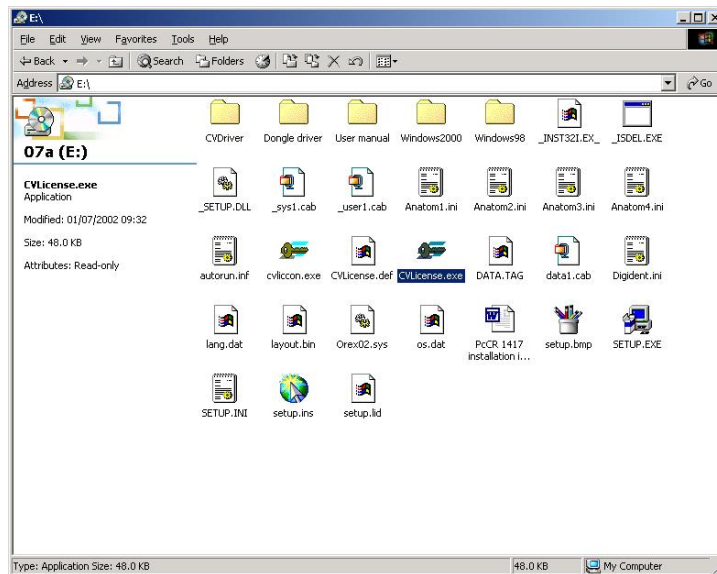 E:\
File Edit View Favorites Tools Help
Back Search Folders
Address E:\ Go
07a (E:)
CVLicense.exe
Application
Modified: 01/07/2002 09:32
Size: 48.0 KB
Attributes: Read-only
CVDriver Dongle driver User manual Windows2000 Windows98 _INST32I.EX_ _ISDEL.EXE
_SETUP.DLL _sys1.cab _user1.cab Anatom1.ini Anatom2.ini Anatom3.ini Anatom4.ini
autorun.inf cvliccon.exe CVLicense.def CVLicense.exe DATA.TAG data1.cab Digident.ini
lang.dat layout.bin Orex02.sys os.dat PcCR 1417 setup.bmp SETUP.EXE
installation i...
SETUP.INI setup.ins setup.lid
Type: Application Size: 48.0 KB 48.0 KB My Computer